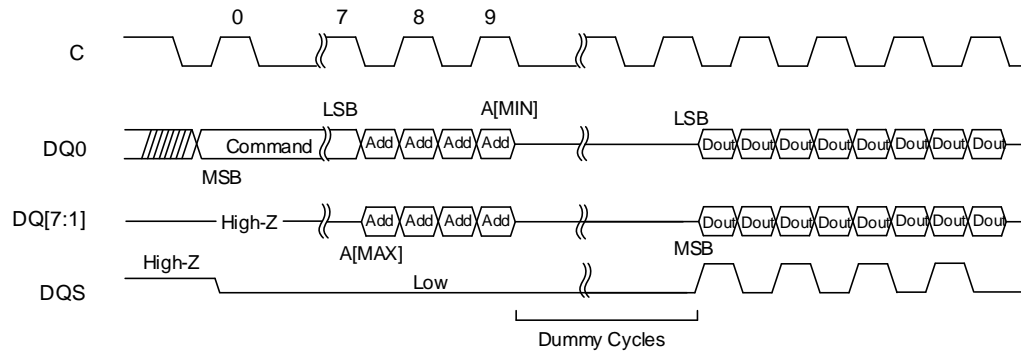 0 7 8 9
C
LSB A[MIN] LSB
DQ0 Command Add Add Add Add Dout Dout Dout Dout Dout Dout Dout Dout
MSB
DQ[7:1] High-Z Add Add Add Add Dout Dout Dout Dout Dout Dout Dout Dout
A[MAX] MSB
High-Z
DQS Low
Dummy Cycles